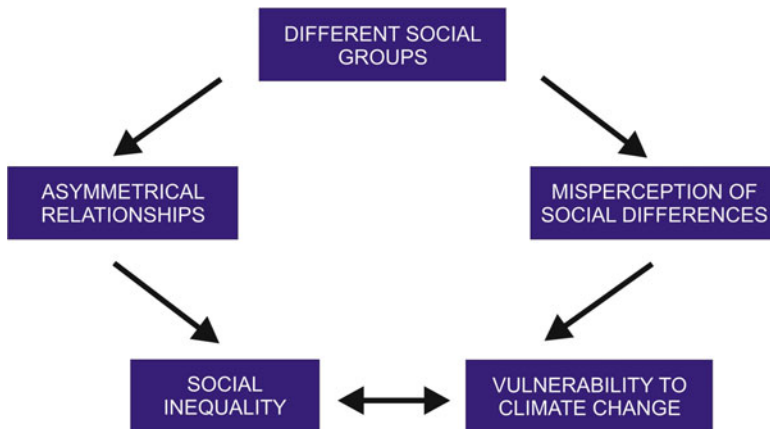 DIFFERENT SOCIAL
GROUPS
ASYMMETRICAL
RELATIONSHIPS
MISPERCEPTION OF
SOCIAL DIFFERENCES
SOCIAL
INEQUALITY
VULNERABILITY TO
CLIMATE CHANGE